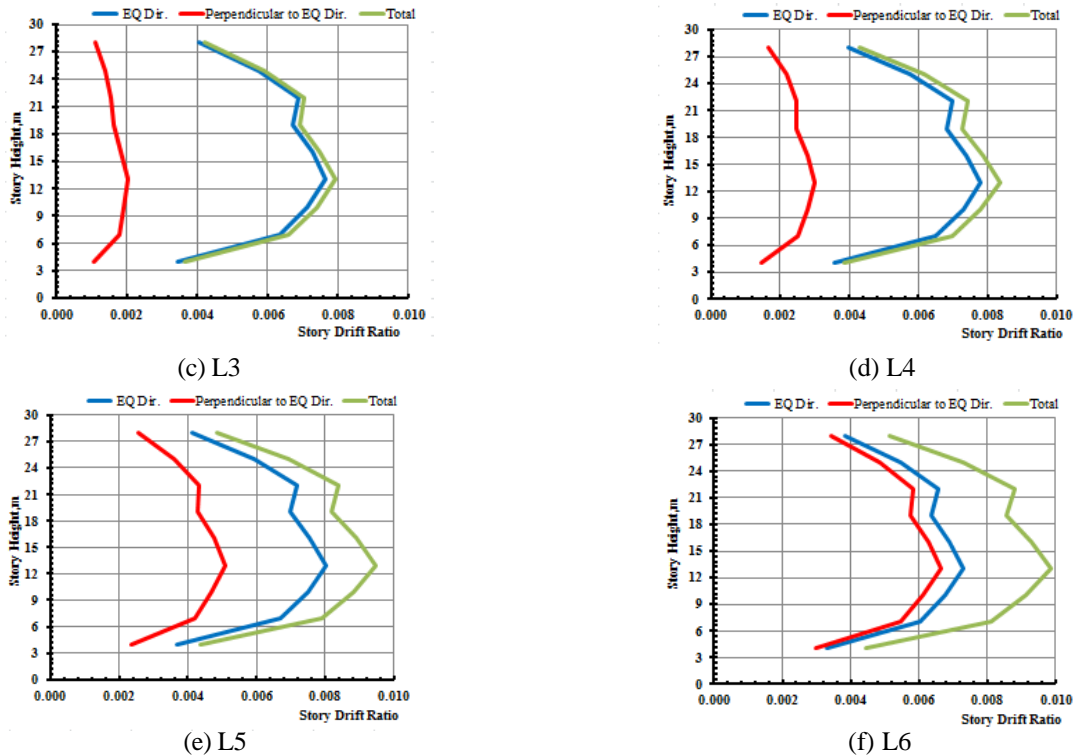 EQ Dir. Perpendicular to EQ Dir. Total
Story Height,m
30
27
24
21
18
15
12
9
6
3
0
0.000 0.002 0.004 0.006 0.008 0.010
Story Drift Ratio
(c) L3
EQ Dir. Perpendicular to EQ Dir. Total
Story Height,m
30
27
24
21
18
15
12
9
6
3
0
0.000 0.002 0.004 0.006 0.008 0.010
Story Drift Ratio
(d) L4
EQ Dir. Perpendicular to EQ Dir. Total
Story Height,m
30
27
24
21
18
15
12
9
6
3
0
0.000 0.002 0.004 0.006 0.008 0.010
Story Drift Ratio
(e) L5
EQ Dir. Perpendicular to EQ Dir. Total
Story Height,m
30
27
24
21
18
15
12
9
6
3
0
0.000 0.002 0.004 0.006 0.008 0.010
Story Drift Ratio
(f) L6